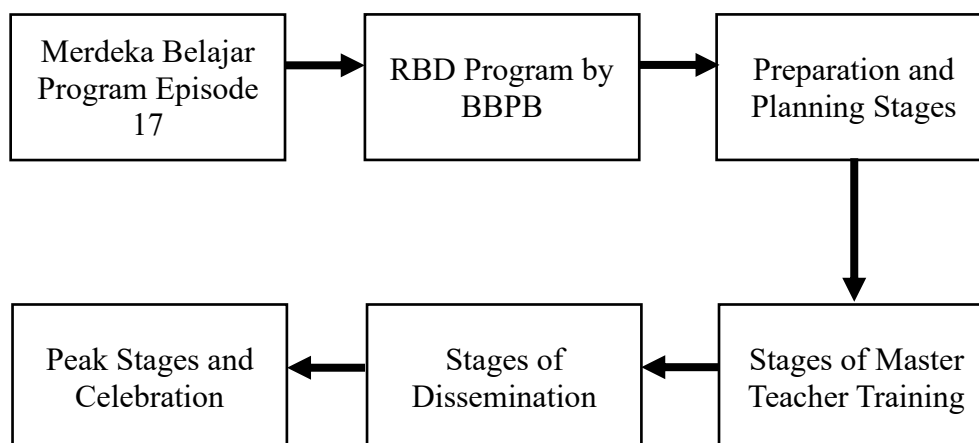 Merdeka Belajar
Program Episode
17
RBD Program by
BBPB
Preparation and
Planning Stages
Stages of Master
Teacher Training
Stages of
Dissemination
Peak Stages and
Celebration